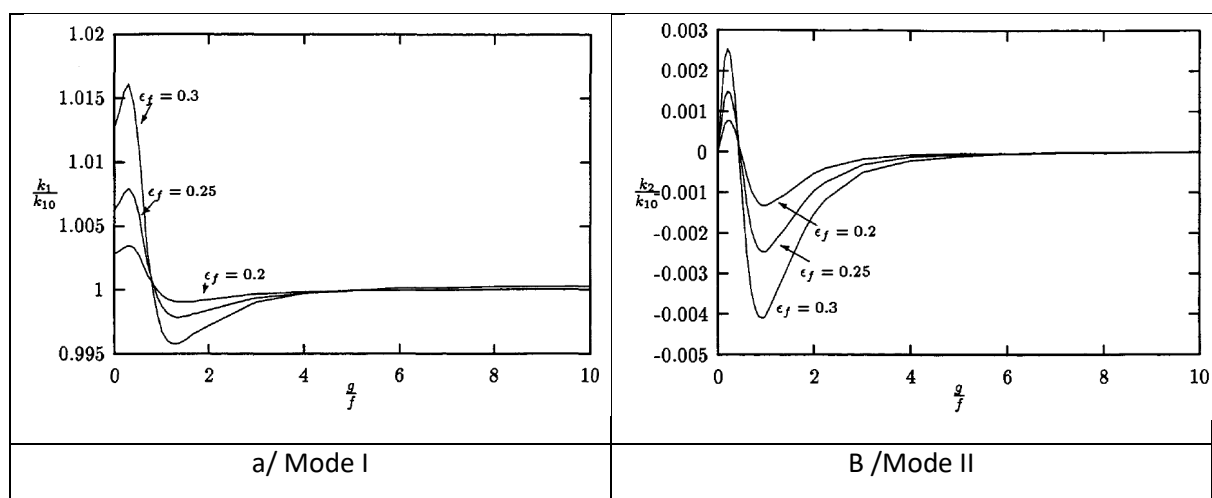 1.02
1.015
1.01
1.005
1
0.995
k₁
k₁₀
ϵf = 0.3
ϵf = 0.25
ϵf = 0.2
0 2 4 6 8 10
g
f
0.003
0.002
0.001
0
-0.001
-0.002
-0.003
-0.004
-0.005
k₂
k₁₀
ϵf = 0.2
ϵf = 0.25
ϵf = 0.3
0 2 4 6 8 10
g
f
a/ Mode I
B /Mode II